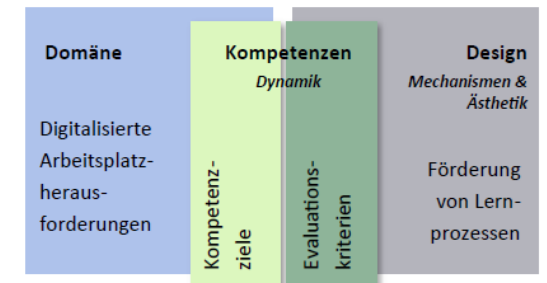 Domäne
Digitalisierte
Arbeitsplatz-
heraus-
forderungen
Kompetenzen
Dynamik
Kompetenz-
ziele
Evaluations-
kriterien
Design
Mechanismen &
Ästhetik
Förderung
von Lern-
prozessen